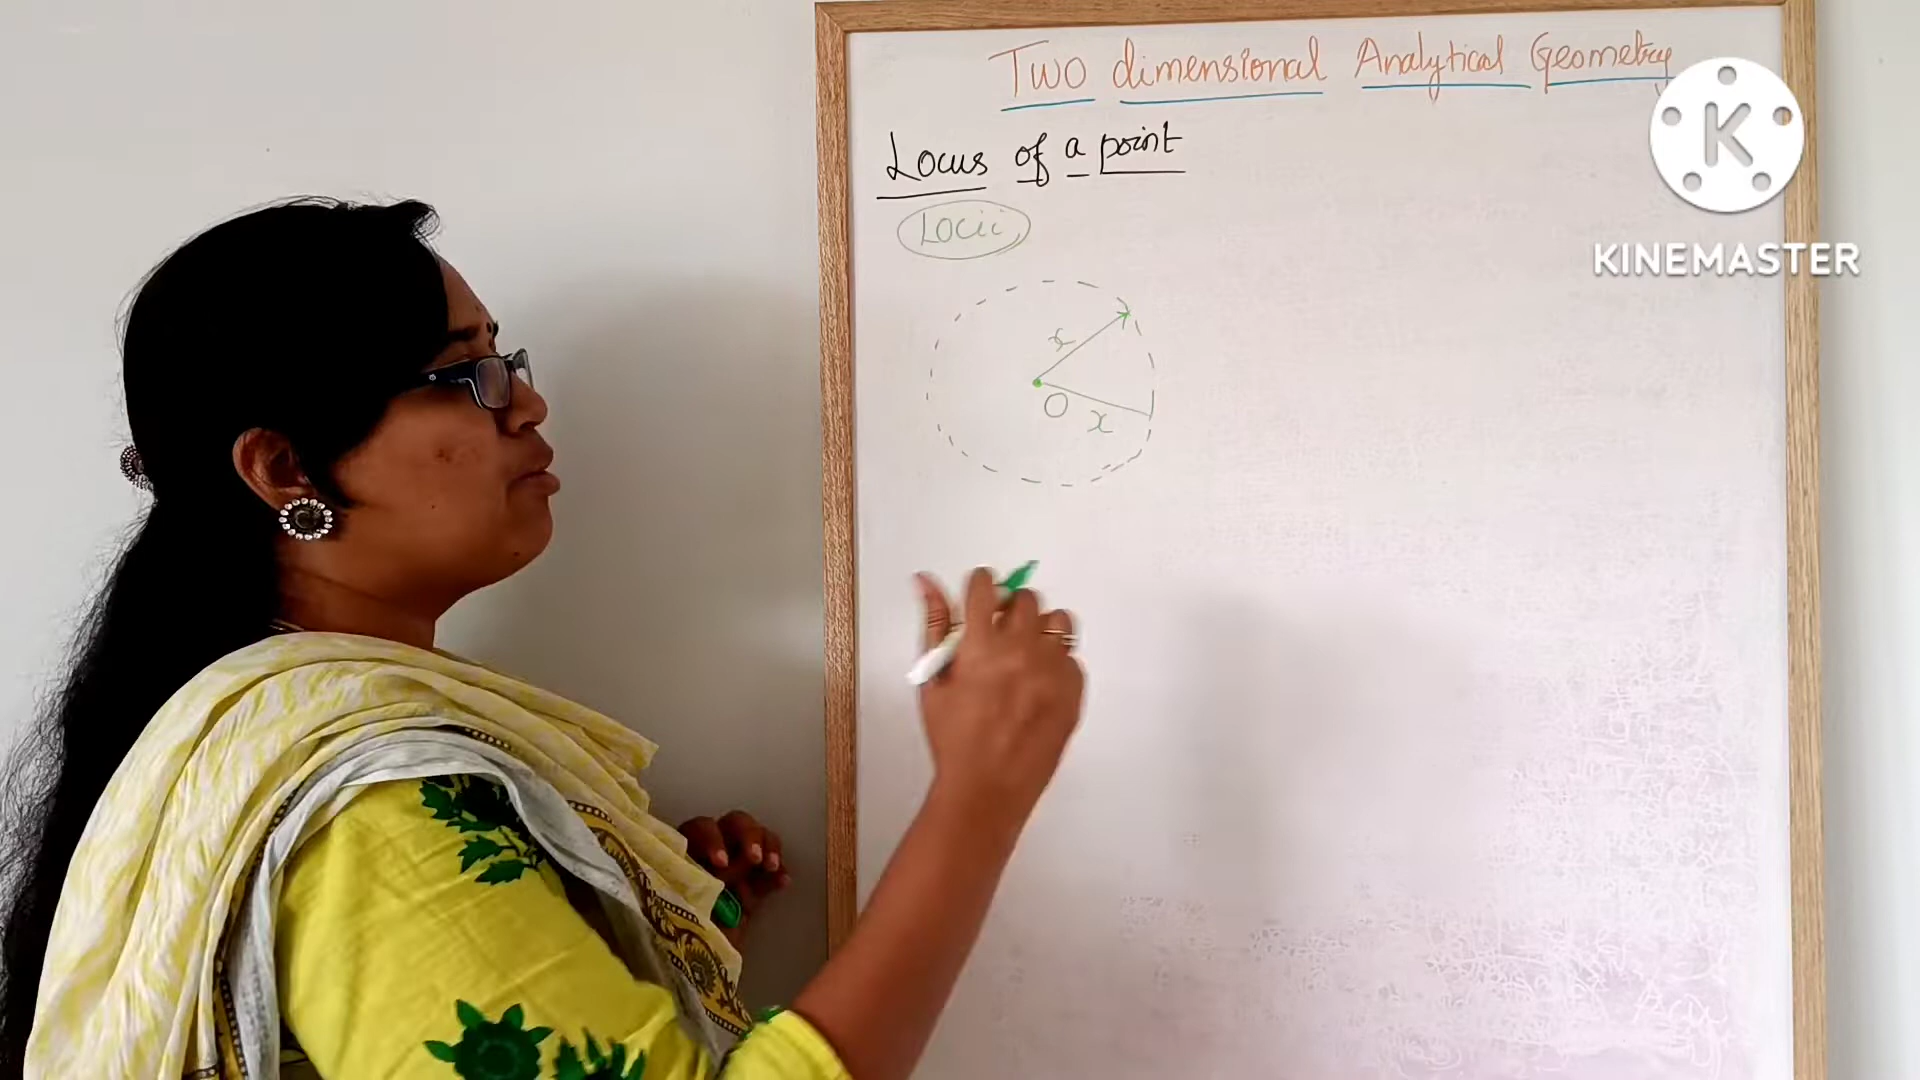 Two dimensional Analytical Geometry
Locus of a point
Locii
x
O
x
K
KINEMASTER